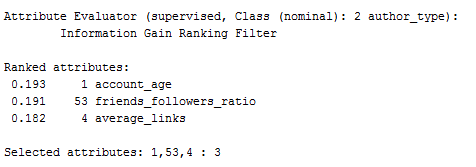 Attribute Evaluator (supervised, Class (nominal): 2 author_type):
Information Gain Ranking Filter
Ranked attributes:
0.193 1 account_age
0.191 53 friends_followers_ratio
0.182 4 average_links
Selected attributes: 1,53,4 : 3